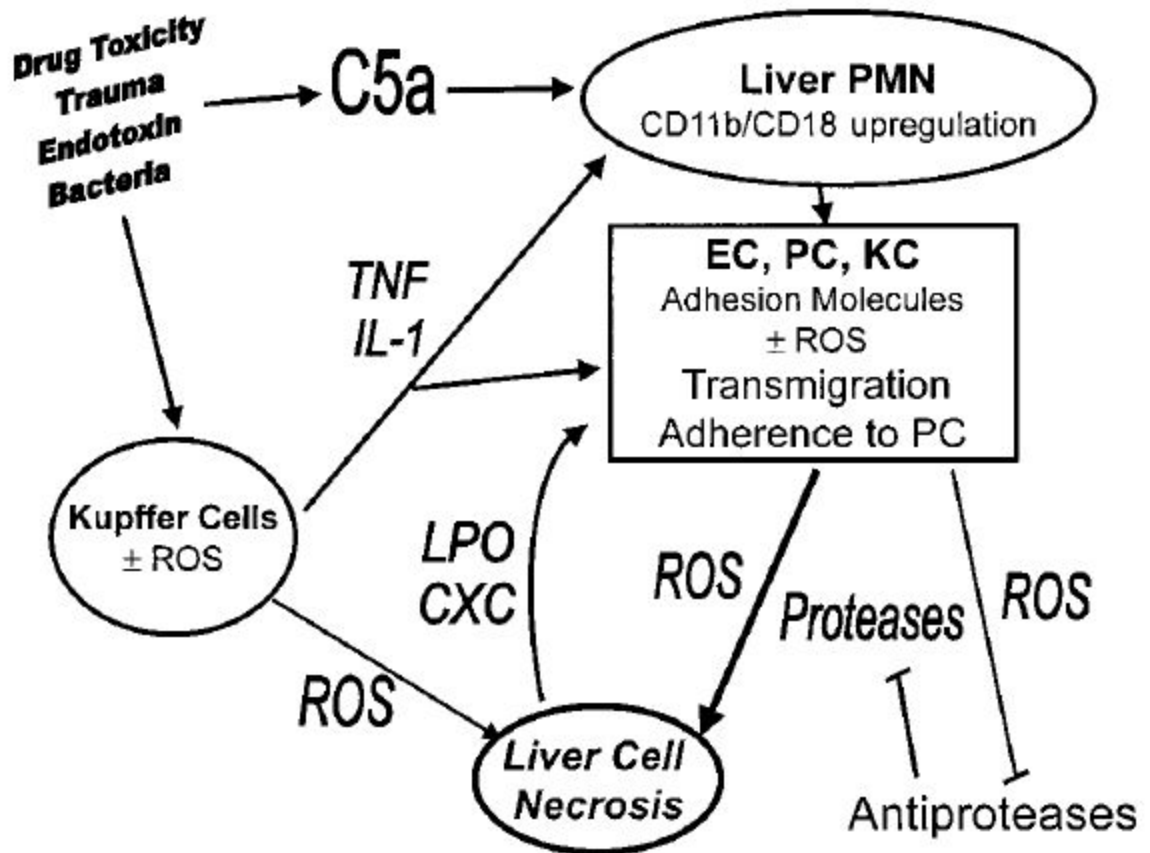 Drug Toxicity
Trauma
Endotoxin
Bacteria
C5a
Liver PMN
CD11b/CD18 upregulation
TNF
IL-1
EC, PC, KC
Adhesion Molecules
± ROS
Transmigration
Adherence to PC
Kupffer Cells
± ROS
LPO
CXC
ROS
Proteases
ROS
ROS
Liver Cell
Necrosis
Antiproteases